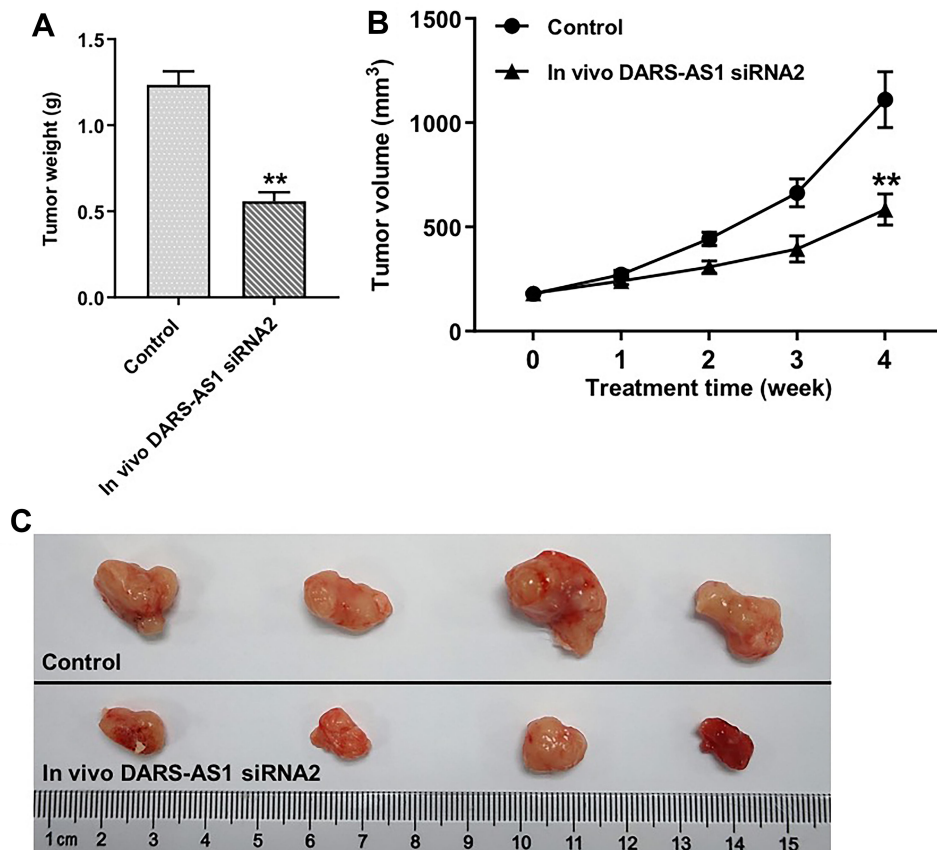 A
1.5
1.0
0.5
0.0
Tumor weight (g)
**
Control
In vivo DARS-AS1 siRNA2
B
Control
In vivo DARS-AS1 siRNA2
1500
1000
500
0
Tumor volume (mm³)
**
0 1 2 3 4
Treatment time (week)
C
Control
In vivo DARS-AS1 siRNA2
1 cm 2 3 4 5 6 7 8 9 10 11 12 13 14 15